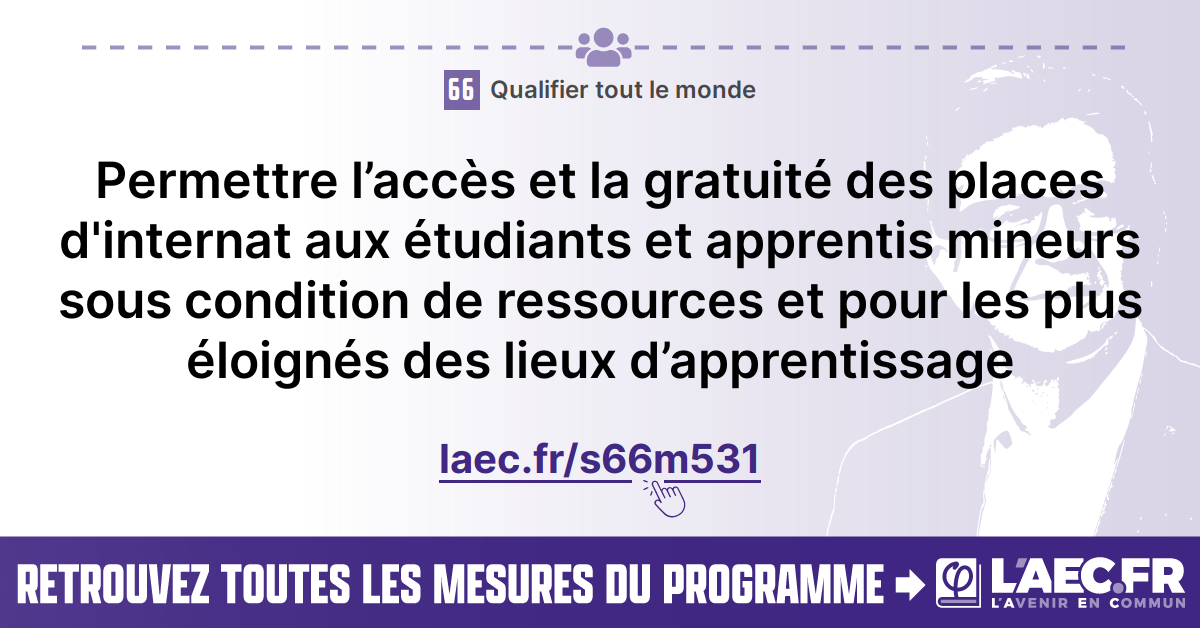 66 Qualifier tout le monde
Permettre l’accès et la gratuité des places
d'internat aux étudiants et apprentis mineurs
sous condition de ressources et pour les plus
éloignés des lieux d’apprentissage
laec.fr/s66m531
RETROUVEZ TOUTES LES MESURES DU PROGRAMME → φ L'AEC.FR
L'AVENIR EN COMMUN